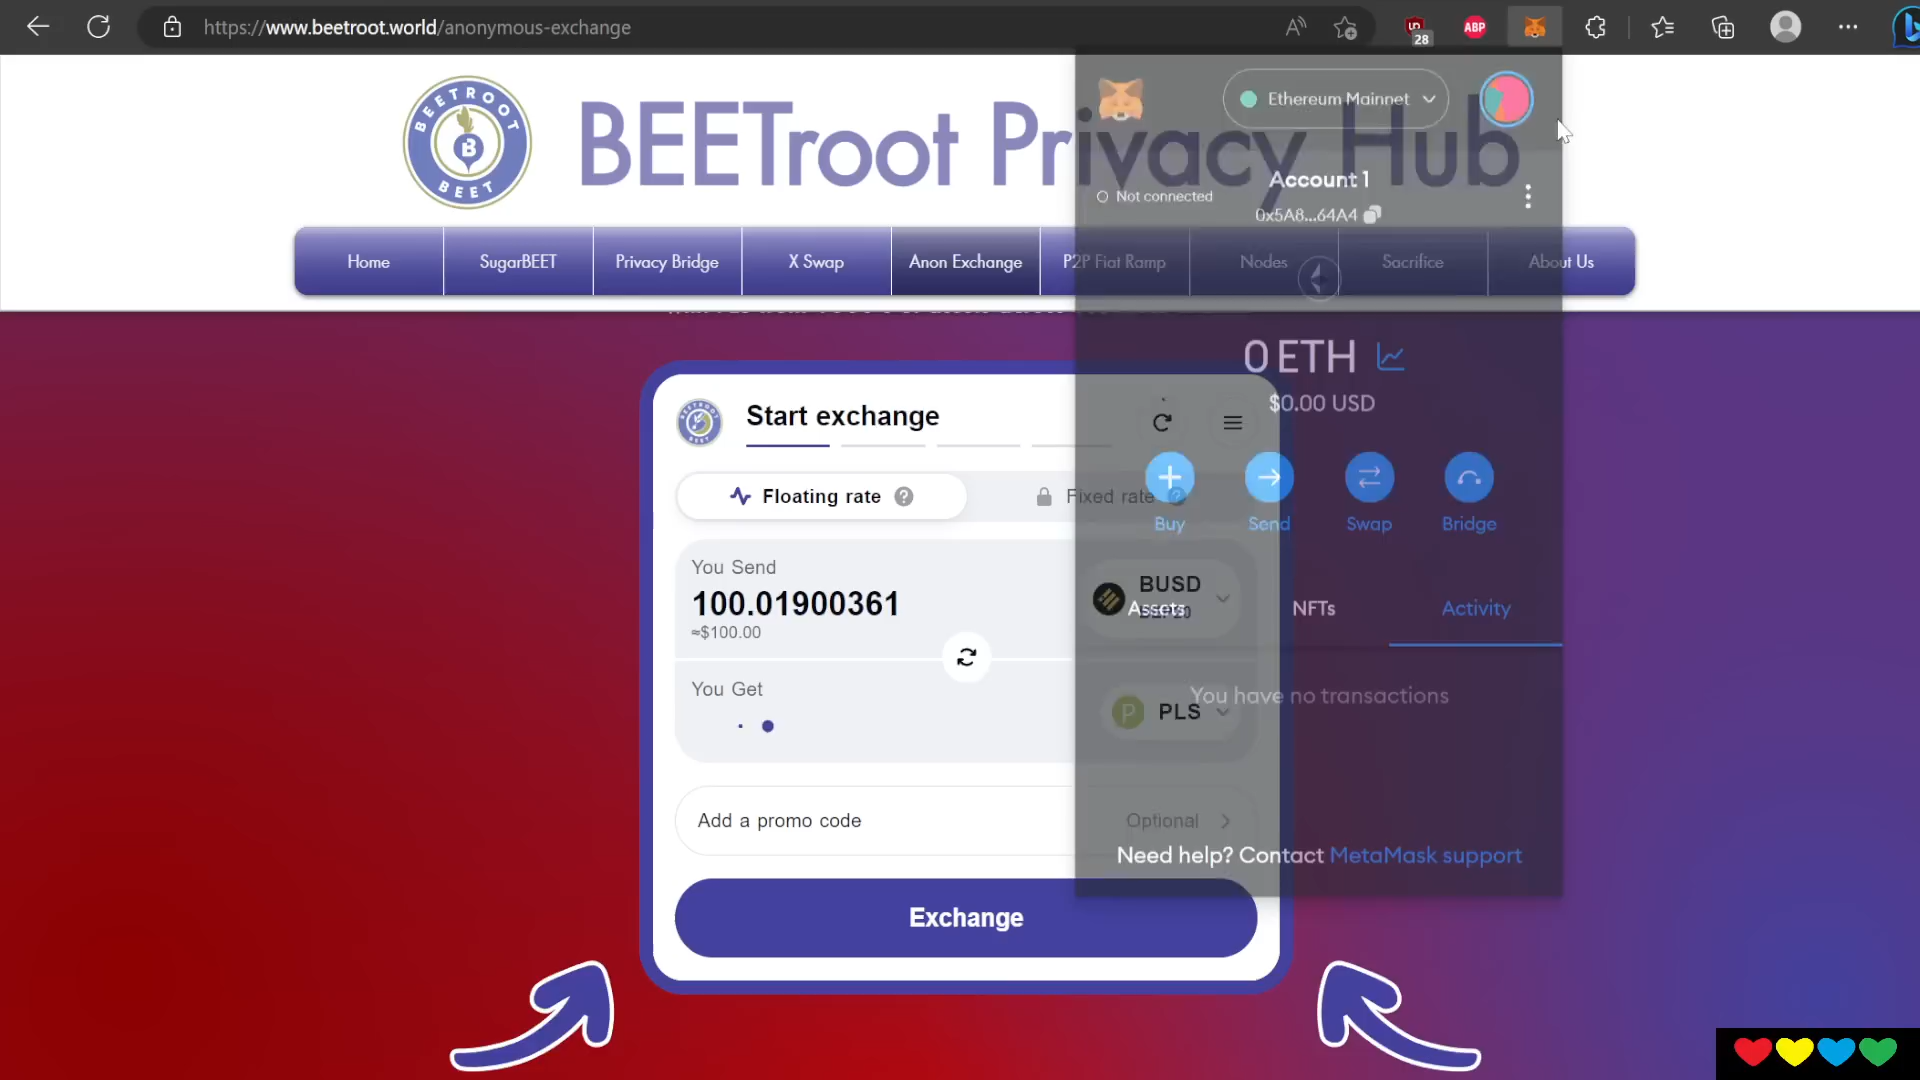 https://www.beetroot.world/anonymous-exchange
28
ABP
BEETROOT
BEET
B
BEETroot Privacy Hub
Ethereum Mainnet
Not connected
Account 1
0x5A8...64A4
Home
SugarBEET
Privacy Bridge
X Swap
Anon Exchange
P2P Fiat Ramp
Nodes
Sacrifice
About Us
0 ETH
$0.00 USD
Start exchange
Floating rate
Fixed rate
Buy
Send
Swap
Bridge
You Send
100.01900361
≈$100.00
BUSD
BEP20
Assets
NFTs
Activity
You Get
PLS
You have no transactions
Add a promo code
Optional
Need help? Contact MetaMask support
Exchange